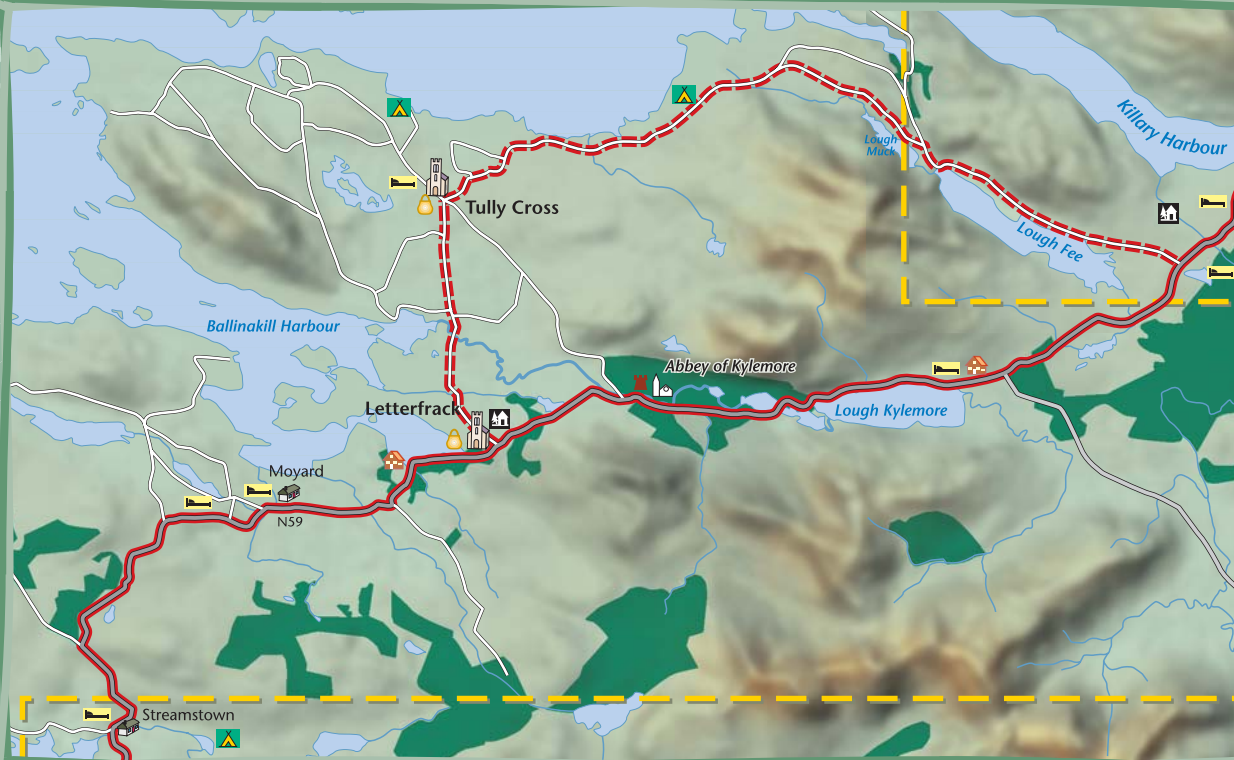 Killary Harbour
Lough
Muck
Tully Cross
Lough Fee
Ballinakill Harbour
Abbey of Kylemore
Letterfrack
Lough Kylemore
Moyard
N59
Streamstown